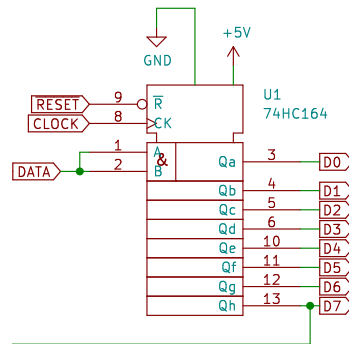 +5V
GND
U1
74HC164
RESET 9 R
CLOCK 8 CK
1 A & Qa 3 D0
DATA 2 B
Qb 4 D1
Qc 5 D2
Qd 6 D3
Qe 10 D4
Qf 11 D5
Qg 12 D6
Qh 13 D7